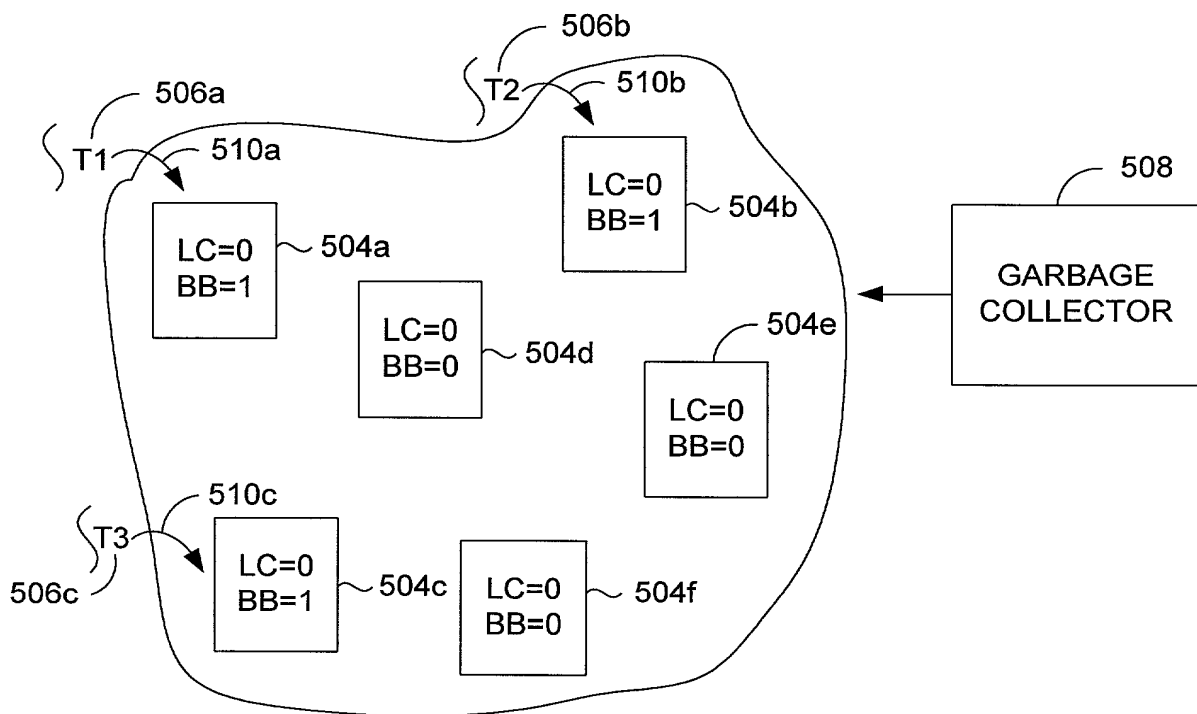 506b
T2
510b
506a
T1
510a
LC=0
BB=1
504b
508
GARBAGE
COLLECTOR
LC=0
BB=1
504a
LC=0
BB=0
504d
504e
LC=0
BB=0
510c
T3
506c
LC=0
BB=1
504c
LC=0
BB=0
504f